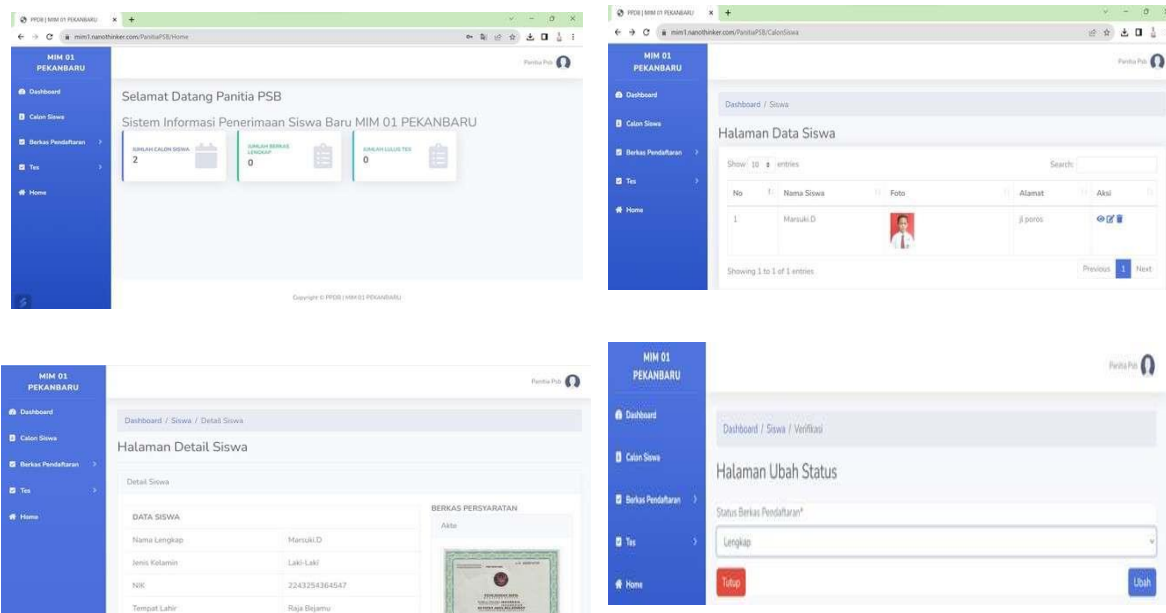 PPDB | MIM 01 PEKANBARU
mim1.nanothinker.com/PanitiaPSB/Home
MIM 01
PEKANBARU
Panitia Psb
Dashboard
Calon Siswa
Berkas Pendaftaran
Tes
Home
Selamat Datang Panitia PSB
Sistem Informasi Penerimaan Siswa Baru MIM 01 PEKANBARU
JUMLAH CALON SISWA
2
JUMLAH BERKAS
LENGKAP
0
JUMLAH LULUS TES
0
Copyright © PPDB | MIM 01 PEKANBARU
PPDB | MIM 01 PEKANBARU
mim1.nanothinker.com/PanitiaPSB/CalonSiswa
MIM 01
PEKANBARU
Panitia Psb
Dashboard
Calon Siswa
Berkas Pendaftaran
Tes
Home
Dashboard / Siswa
Halaman Data Siswa
Show 10 entries
Search:
No Nama Siswa Foto Alamat Aksi
1 Marsuki.D jl.poros
Showing 1 to 1 of 1 entries
Previous 1 Next
MIM 01
PEKANBARU
Panitia Psb
Dashboard
Calon Siswa
Berkas Pendaftaran
Tes
Home
Dashboard / Siswa / Detail Siswa
Halaman Detail Siswa
Detail Siswa
DATA SISWA
Nama Lengkap Marsuki.D
Jenis Kelamin Laki-Laki
NIK 2243254364547
Tempat Lahir Raja Bejamu
BERKAS PERSYARATAN
Akte
MIM 01
PEKANBARU
Panitia Psb
Dashboard
Calon Siswa
Berkas Pendaftaran
Tes
Home
Dashboard / Siswa / Verifikasi
Halaman Ubah Status
Status Berkas Pendaftaran*
Lengkap
Tutup
Ubah